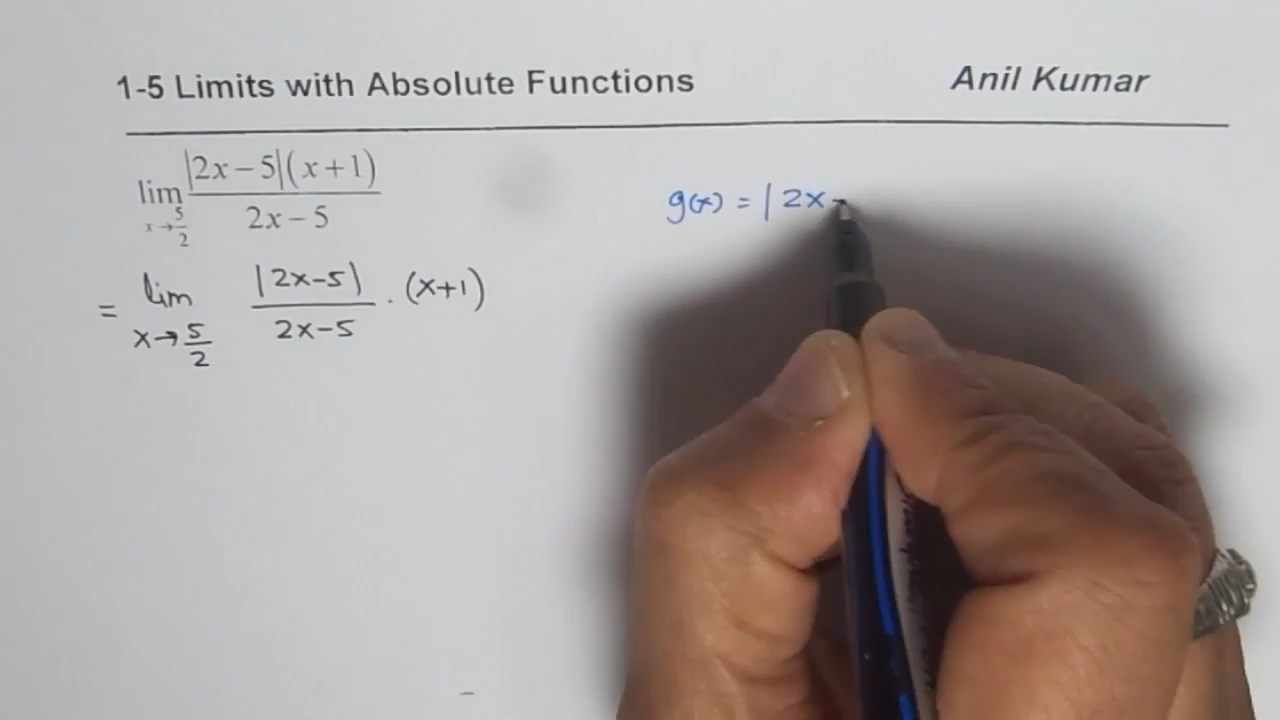 1-5 Limits with Absolute Functions Anil Kumar
lim x→5/2 |2x-5|(x+1) / 2x-5
= lim x→5/2 |2x-5| / 2x-5 . (x+1)
g(x) = | 2x-